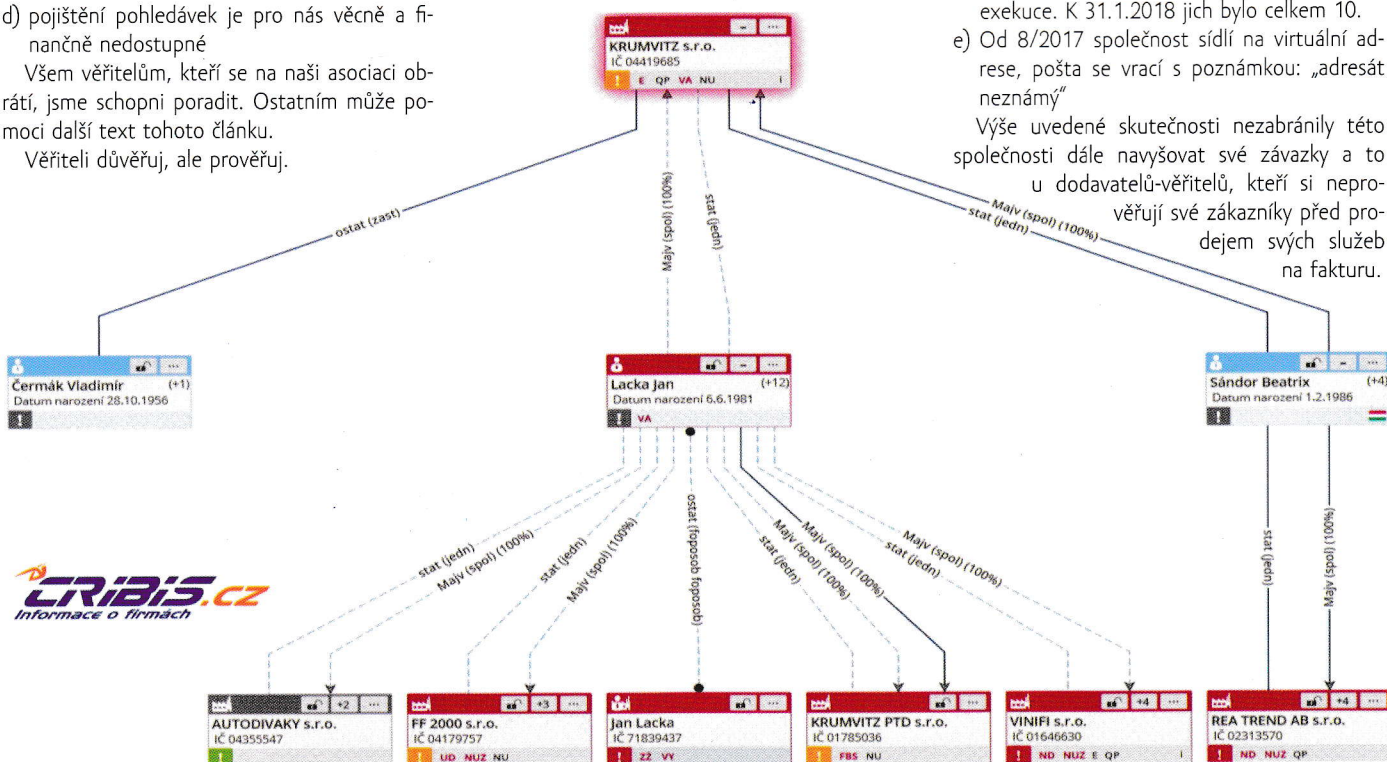 d) pojištění pohledávek je pro nás věcně a fi-
nančně nedostupné
Všem věřitelům, kteří se na naši asociaci ob-
rátí, jsme schopni poradit. Ostatním může po-
moci další text tohoto článku.
Věřiteli důvěřuj, ale prověřuj.
exekuce. K 31.1.2018 jich bylo celkem 10.
e) Od 8/2017 společnost sídlí na virtuální ad-
rese, pošta se vrací s poznámkou: „adresát
neznámý“
Výše uvedené skutečnosti nezabránily této
společnosti dále navyšovat své závazky a to
u dodavatelů-věřitelů, kteří si nepro-
věřují své zákazníky před pro-
dejem svých služeb
na fakturu.
KRUMVITZ s.r.o.
IČ 04419685
! E QP VA NU i
ostat (zast)
Majv (spol) (100%)
stat (jedn)
Majv (spol) (100%)
stat (jedn)
Čermák Vladimír (+1)
Datum narození 28.10.1956
!
Lacka Jan (+12)
Datum narození 6.6.1981
! VA
Sándor Beatrix (+4)
Datum narození 1.2.1986
!
stat (jedn)
Majv (spol) (100%)
stat (jedn)
Majv (spol) (100%)
ostat (foposob foposob)
stat (jedn)
Majv (spol) (100%)
Majv (spol) (100%)
stat (jedn)
Majv (spol) (100%)
stat (jedn)
Majv (spol) (100%)
CRiBiS.cz
Informace o firmách
+2
AUTODIVAKY s.r.o.
IČ 04355547
!
+3
FF 2000 s.r.o.
IČ 04179757
! UD NUZ NU
Jan Lacka
IČ 71839437
! ZŽ VY
KRUMVITZ PTD s.r.o.
IČ 01785036
! FBS NU
+4
VINIFI s.r.o.
IČ 01646630
! ND NUZ E QP i
+4
REA TREND AB s.r.o.
IČ 02313570
! ND NUZ QP